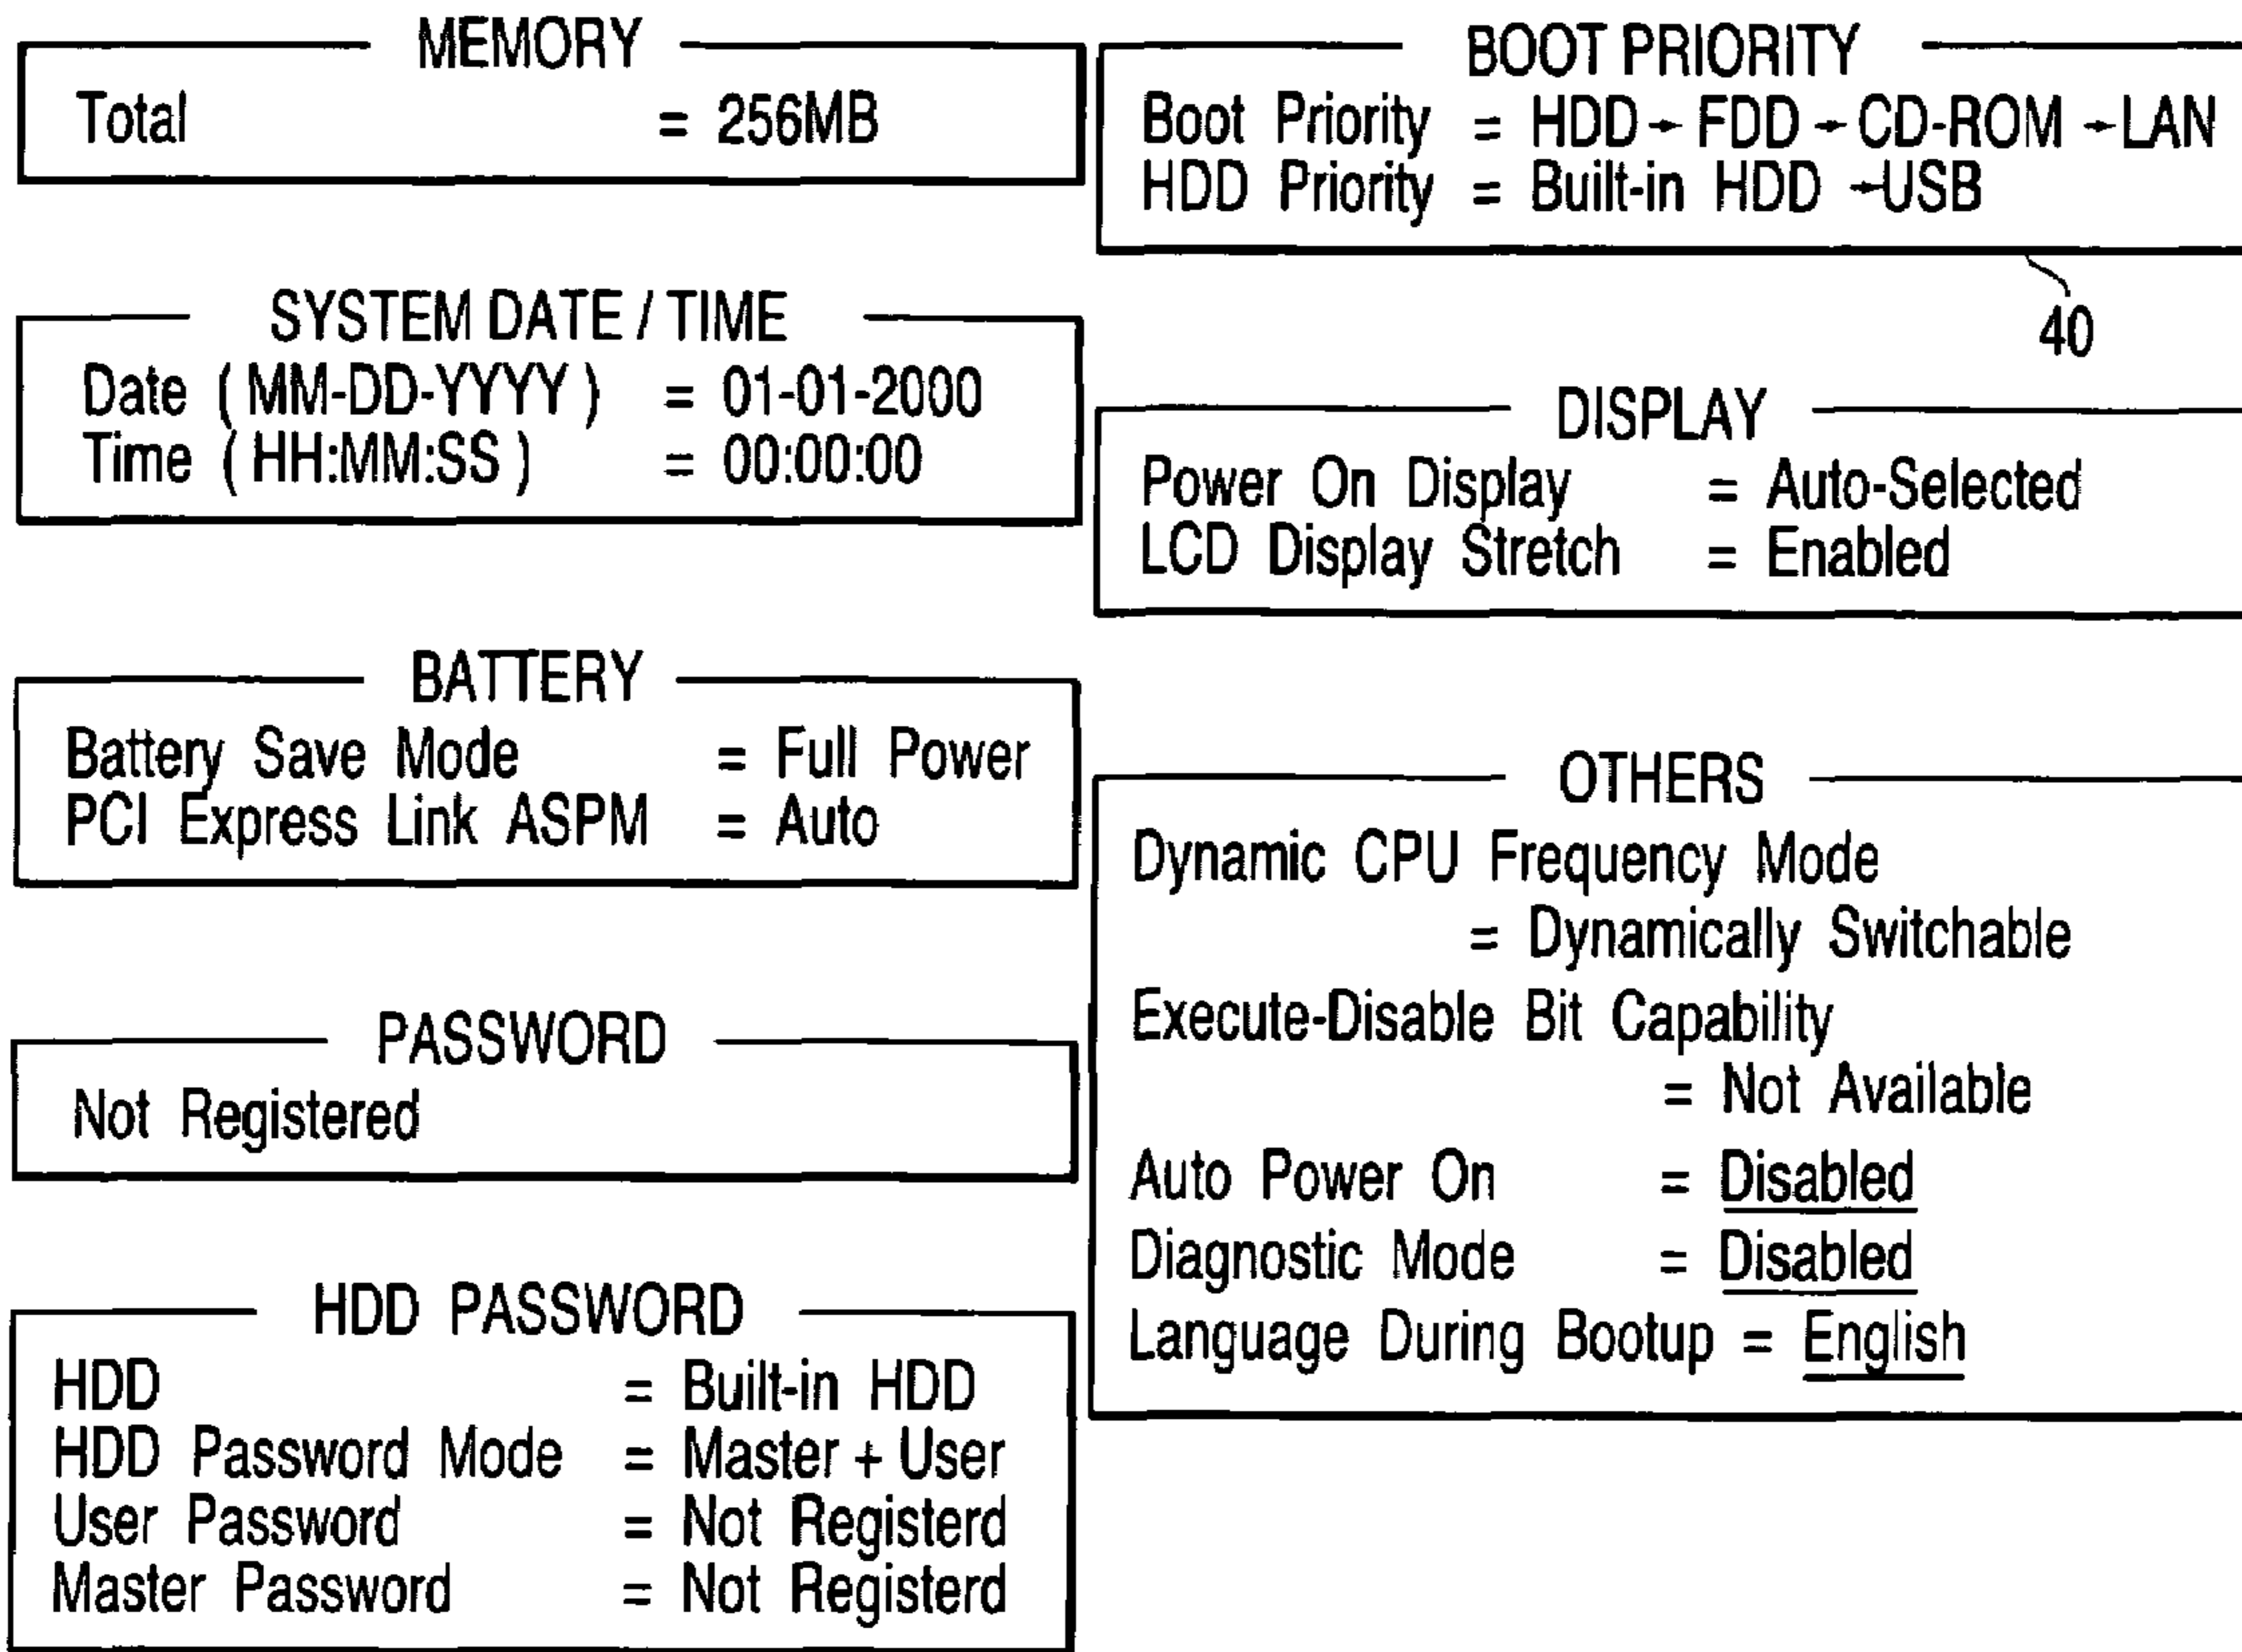 MEMORY
Total = 256MB
SYSTEM DATE / TIME
Date ( MM-DD-YYYY ) = 01-01-2000
Time ( HH:MM:SS ) = 00:00:00
BATTERY
Battery Save Mode = Full Power
PCI Express Link ASPM = Auto
PASSWORD
Not Registered
HDD PASSWORD
HDD = Built-in HDD
HDD Password Mode = Master + User
User Password = Not Registerd
Master Password = Not Registerd
BOOT PRIORITY
Boot Priority = HDD → FDD → CD-ROM → LAN
HDD Priority = Built-in HDD → USB
40
DISPLAY
Power On Display = Auto-Selected
LCD Display Stretch = Enabled
OTHERS
Dynamic CPU Frequency Mode
= Dynamically Switchable
Execute-Disable Bit Capability
= Not Available
Auto Power On = Disabled
Diagnostic Mode = Disabled
Language During Bootup = English